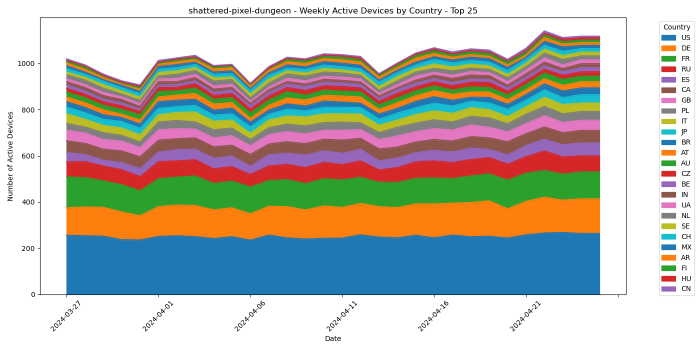 shattered-pixel-dungeon - Weekly Active Devices by Country - Top 25
Number of Active Devices
1000
800
600
400
200
0
2024-03-27
2024-04-01
2024-04-06
2024-04-11
2024-04-16
2024-04-21
Date
Country
US
DE
FR
RU
ES
CA
GB
PL
IT
JP
BR
AT
AU
CZ
BE
IN
UA
NL
SE
CH
MX
AR
FI
HU
CN